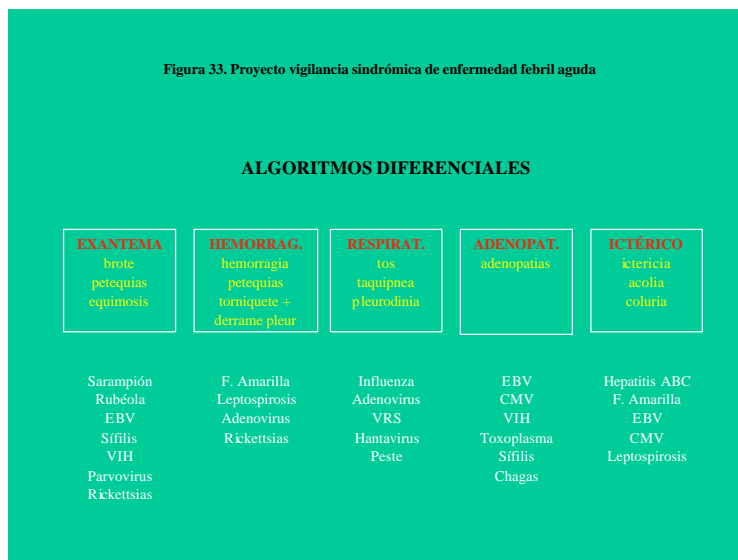 Figura 33. Proyecto vigilancia sindrómica de enfermedad febril aguda
ALGORITMOS DIFERENCIALES
EXANTEMA
brote
petequias
equimosis
HEMORRAG.
hemorragia
petequias
torniquete +
derrame pleur
RESPIRAT.
tos
taquipnea
pleurodinia
ADENOPAT.
adenopatias
ICTÉRICO
ictericia
acolia
coluria
Sarampión
Rubéola
EBV
Sífilis
VIH
Parvovirus
Rickettsias
F. Amarilla
Leptospirosis
Adenovirus
Rickettsias
Influenza
Adenovirus
VRS
Hantavirus
Peste
EBV
CMV
VIH
Toxoplasma
Sífilis
Chagas
Hepatitis ABC
F. Amarilla
EBV
CMV
Leptospirosis